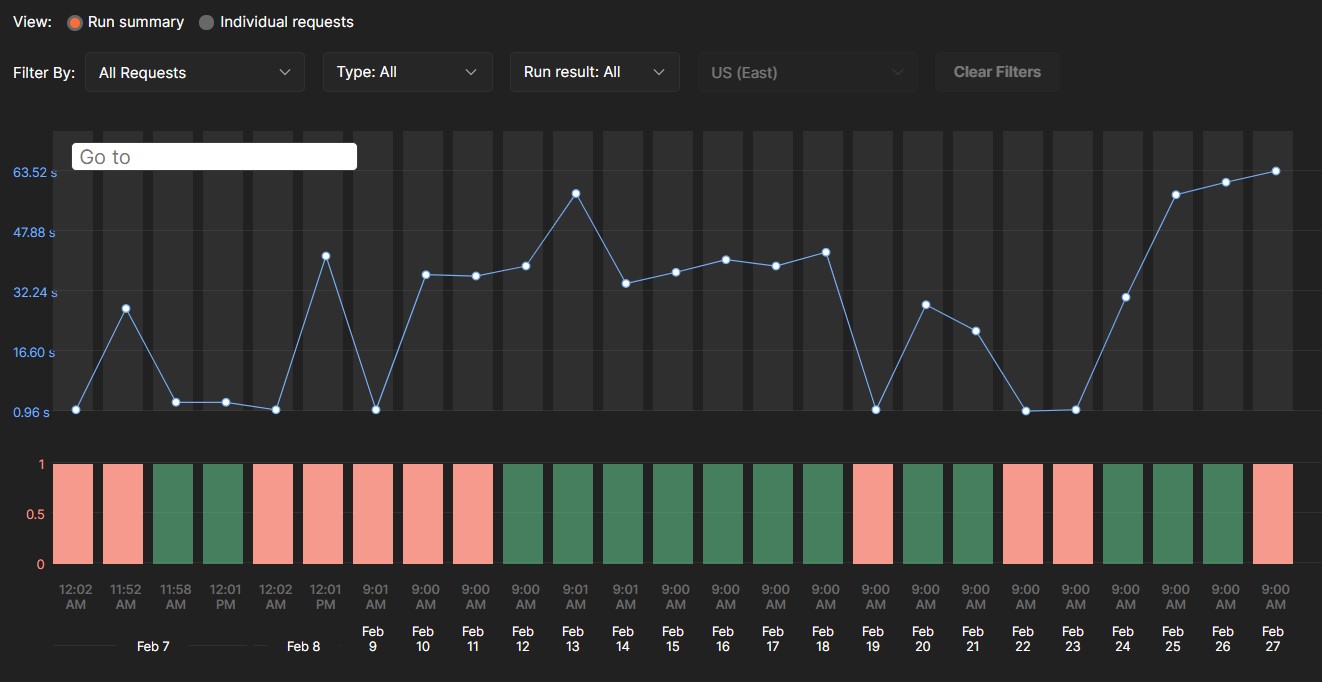 View: Run summary Individual requests
Filter By: All Requests Type: All Run result: All US (East) Clear Filters
Go to
63.52 s
47.88 s
32.24 s
16.60 s
0.96 s
1
0.5
0
12:02 11:52 11:58 12:01 12:02 12:01 9:01 9:00 9:00 9:00 9:01 9:01 9:00 9:00 9:00 9:00 9:00 9:00 9:00 9:00 9:00 9:00 9:00 9:00 9:00
AM AM AM PM AM PM AM AM AM AM AM AM AM AM AM AM AM AM AM AM AM AM AM AM AM
Feb Feb Feb Feb Feb Feb Feb Feb Feb Feb Feb Feb Feb Feb Feb Feb Feb Feb Feb
Feb 7 Feb 8 9 10 11 12 13 14 15 16 17 18 19 20 21 22 23 24 25 26 27